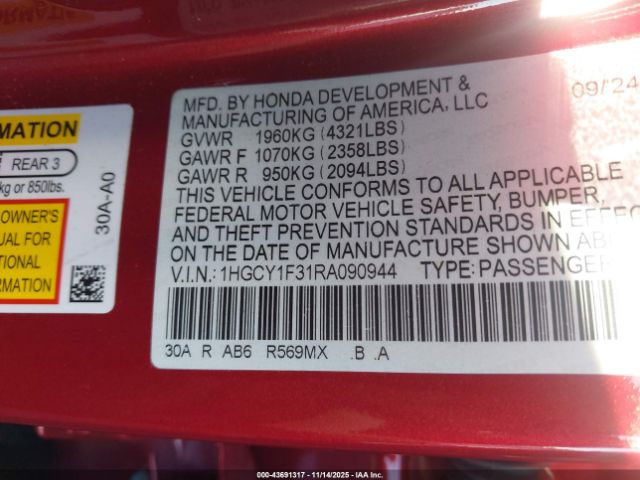 MATION
REAR 3
kg or 850lbs.
OWNER'S
UAL FOR
TIONAL
RMATION
30A-A0
09/24
MFD. BY HONDA DEVELOPMENT &
MANUFACTURING OF AMERICA, LLC
GVWR 1960KG (4321LBS)
GAWR F 1070KG (2358LBS)
GAWR R 950KG (2094LBS)
THIS VEHICLE CONFORMS TO ALL APPLICABLE
FEDERAL MOTOR VEHICLE SAFETY, BUMPER,
AND THEFT PREVENTION STANDARDS IN EFFEC
ON THE DATE OF MANUFACTURE SHOWN AB
V.I.N.: 1HGCY1F31RA090944 TYPE: PASSENGER
30A R AB6 R569MX .B .A
000-43691317 - 11/14/2025 - IAA Inc.